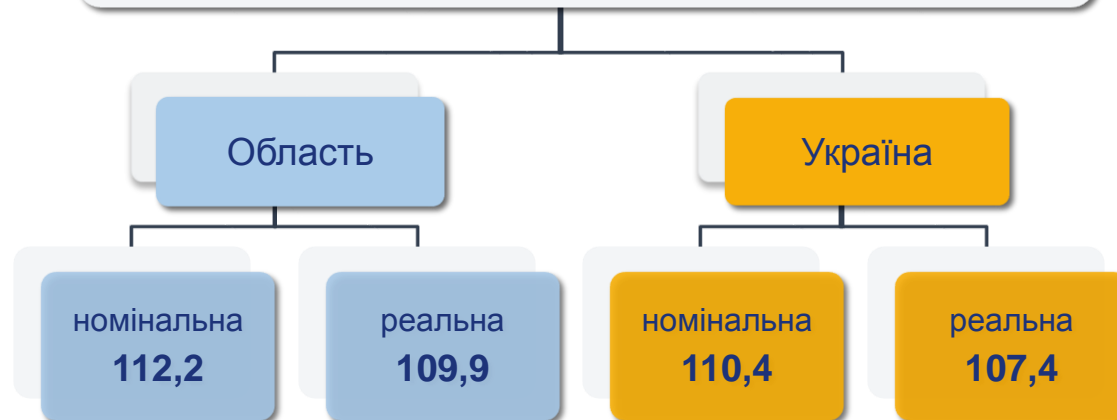 Область
Україна
номінальна
112,2
реальна
109,9
номінальна
110,4
реальна
107,4